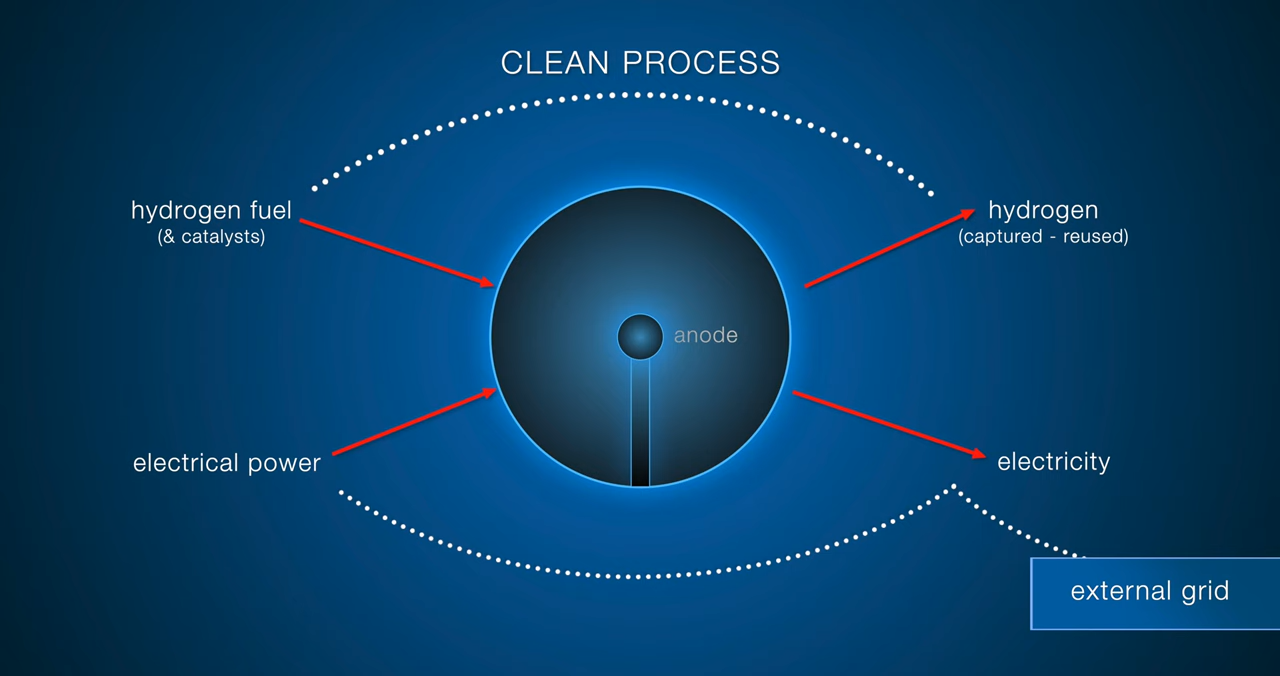 CLEAN PROCESS
hydrogen fuel
(& catalysts)
hydrogen
(captured - reused)
anode
electrical power
electricity
external grid